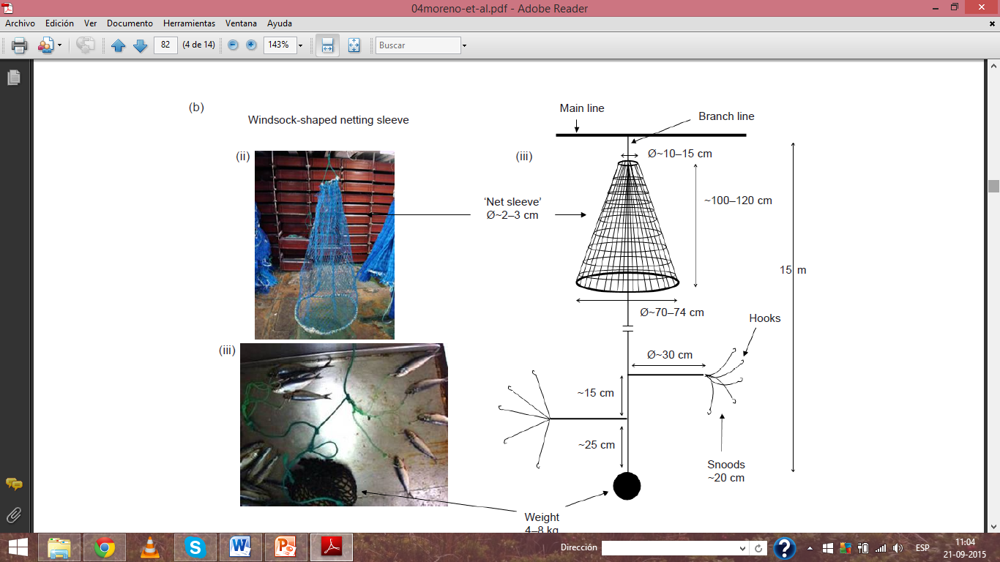 04moreno-et-al.pdf - Adobe Reader
Archivo Edición Ver Documento Herramientas Ventana Ayuda
82 (4 de 14) 143% Buscar
(b)
Windsock-shaped netting sleeve
Main line
Branch line
(ii)
(iii)
Ø~10–15 cm
~100–120 cm
‘Net sleeve’
Ø~2–3 cm
15 m
Ø~70–74 cm
Hooks
(iii)
Ø~30 cm
~15 cm
~25 cm
Snoods
~20 cm
Weight
4–8 kg
Dirección
ESP
11:04
21-09-2015